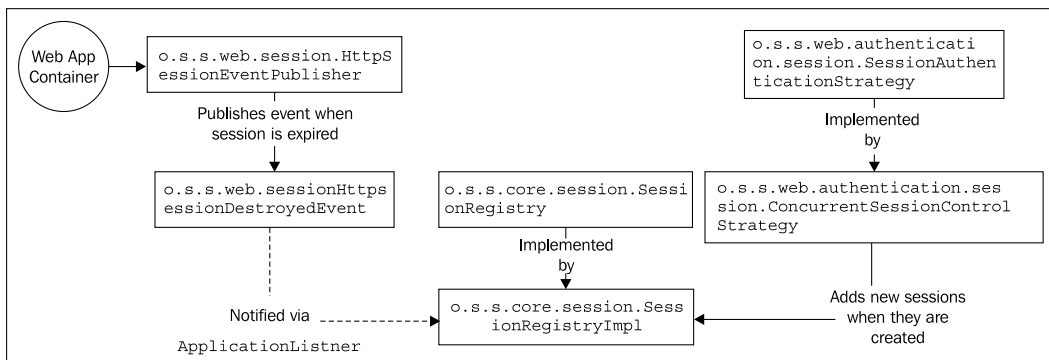 Web App
Container
o.s.s.web.session.HttpS
essionEventPublisher
Publishes event when
session is expired
o.s.s.web.sessionHttps
essionDestroyedEvent
Notified via
ApplicationListner
o.s.s.core.session.Sessi
onRegistry
Implemented
by
o.s.s.core.session.Sess
ionRegistryImpl
o.s.s.web.authenticati
on.session.SessionAuthen
ticationStrategy
Implemented
by
o.s.s.web.authentication.ses
sion.ConcurrentSessionControl
Strategy
Adds new sessions
when they are
created